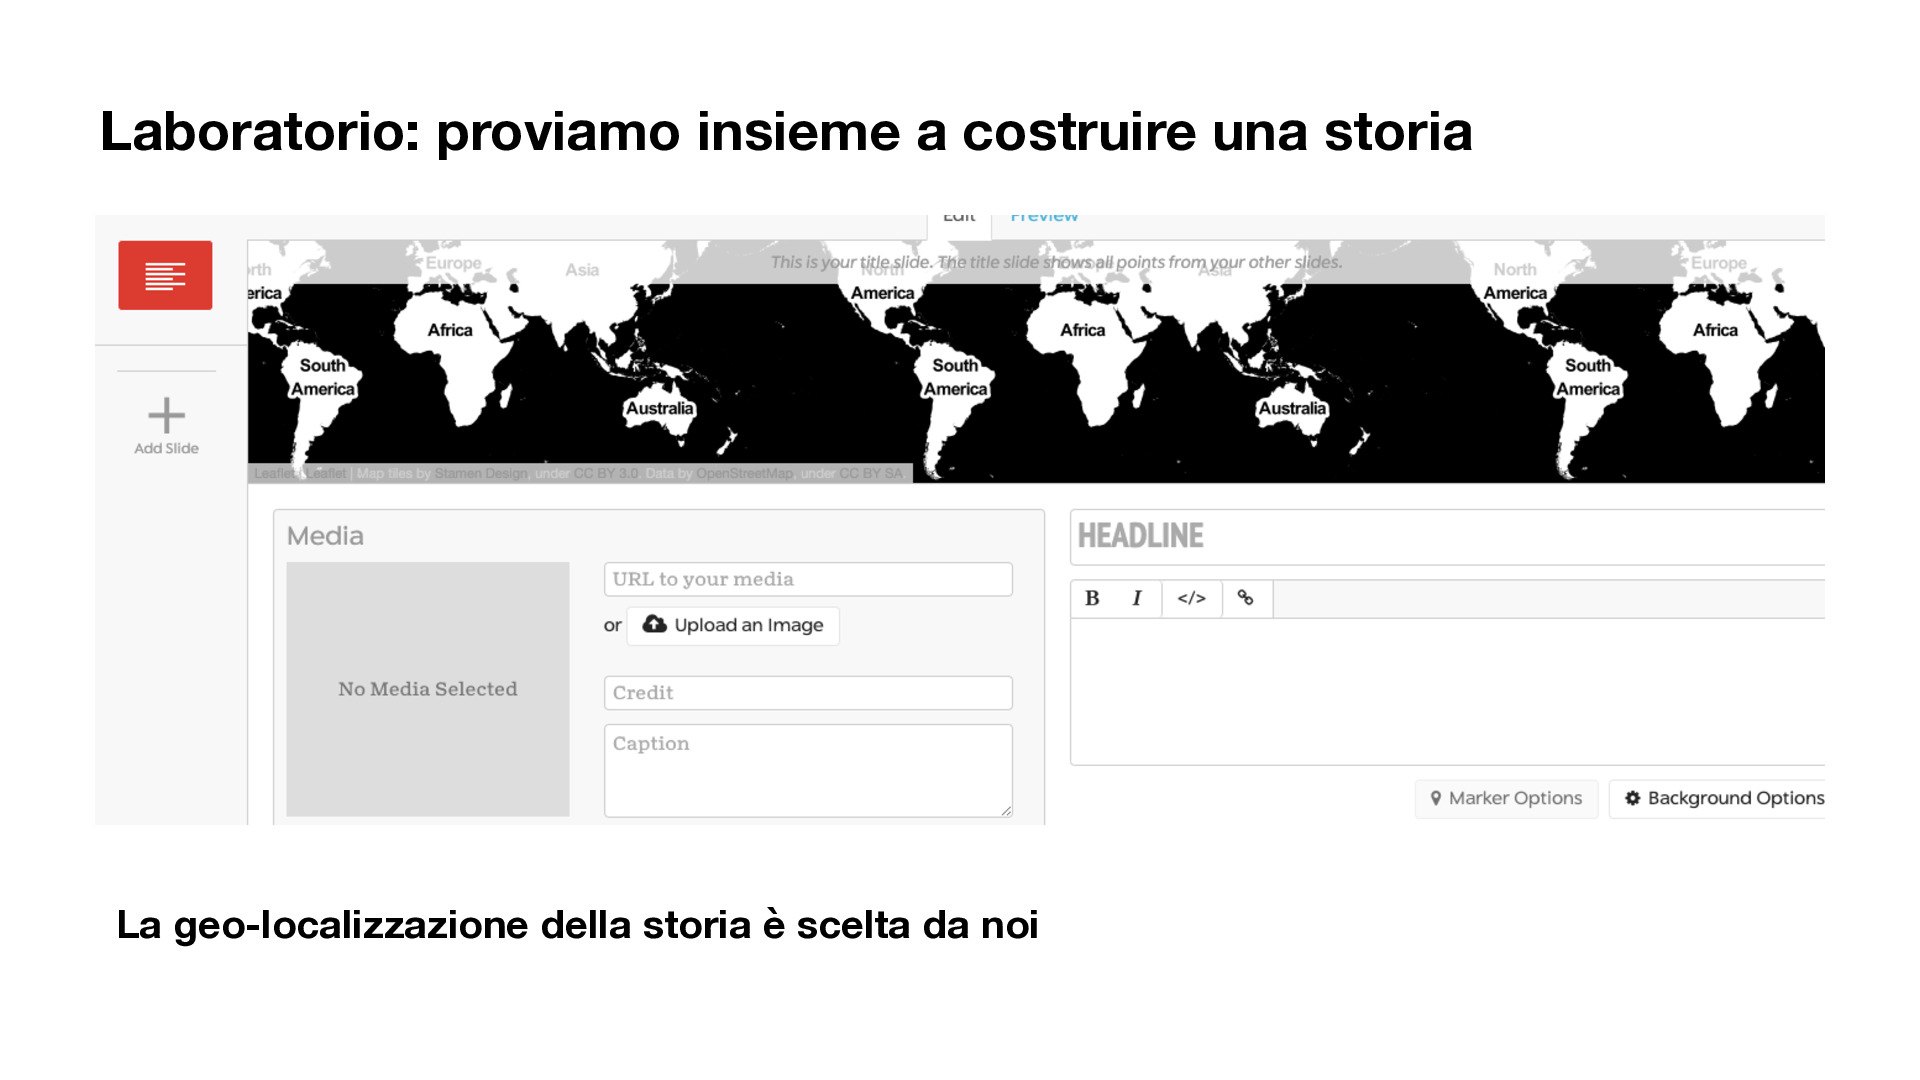 Laboratorio: proviamo insieme a costruire una storia
Edit Preview
This is your title slide. The title slide shows all points from your other slides.
Europe Asia North Europe Asia North Europe
erica Africa America Africa America Africa
South America Australia South America Australia South America
Add Slide
Leaflet | Leaflet | Map tiles by Stamen Design, under CC BY 3.0. Data by OpenStreetMap, under CC BY SA.
Media
No Media Selected
URL to your media
or Upload an Image
Credit
Caption
HEADLINE
B I </>
Marker Options Background Options
La geo-localizzazione della storia è scelta da noi